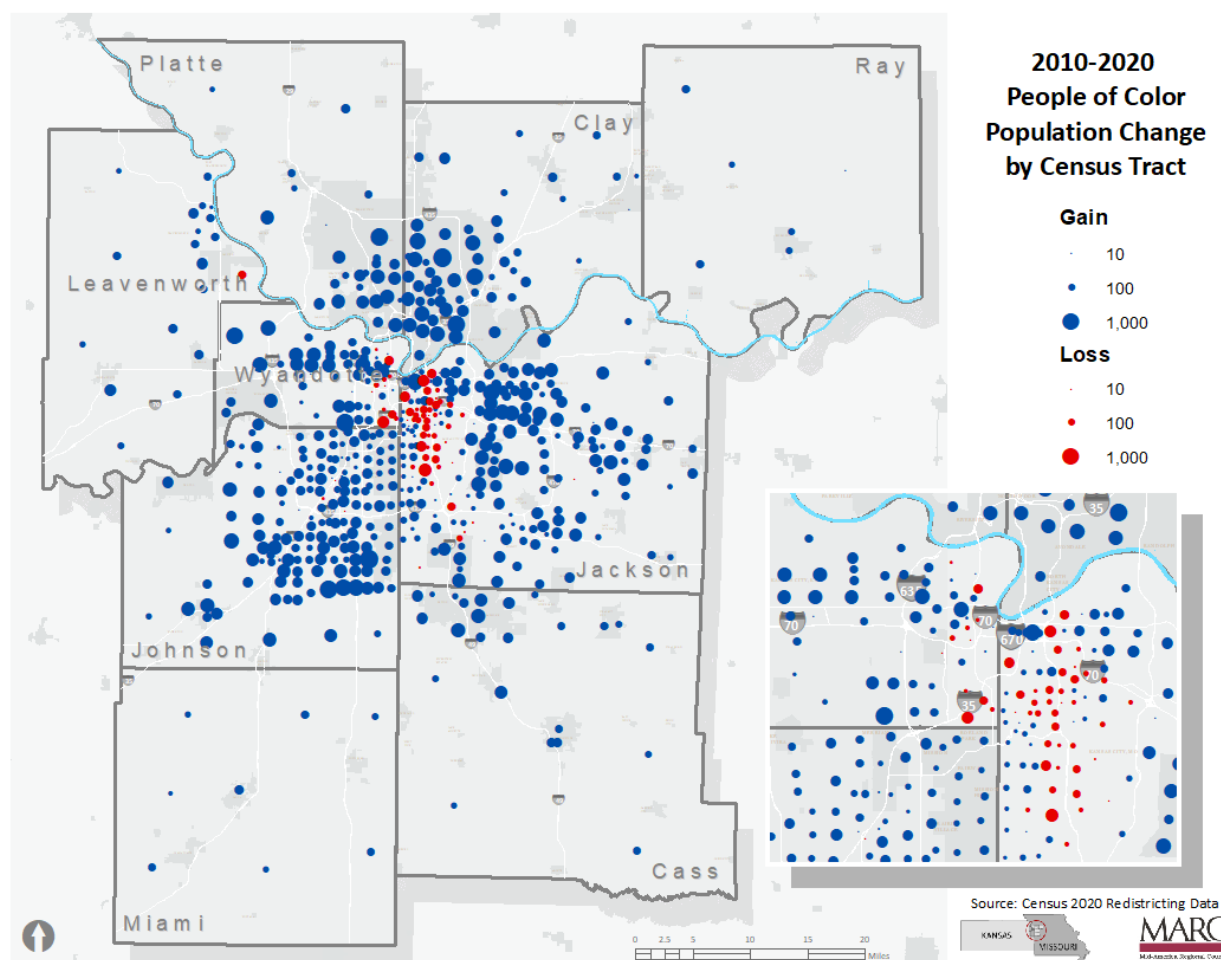 2010-2020
People of Color
Population Change
by Census Tract
Gain
10
100
1,000
Loss
10
100
1,000
Platte
Ray
Clay
Leavenworth
Wyandotte
Jackson
Johnson
Cass
Miami
35
63
70
70
670
70
35
Source: Census 2020 Redistricting Data
KANSAS
MISSOURI
MARC
0 2.5 5 10 15 20
Miles